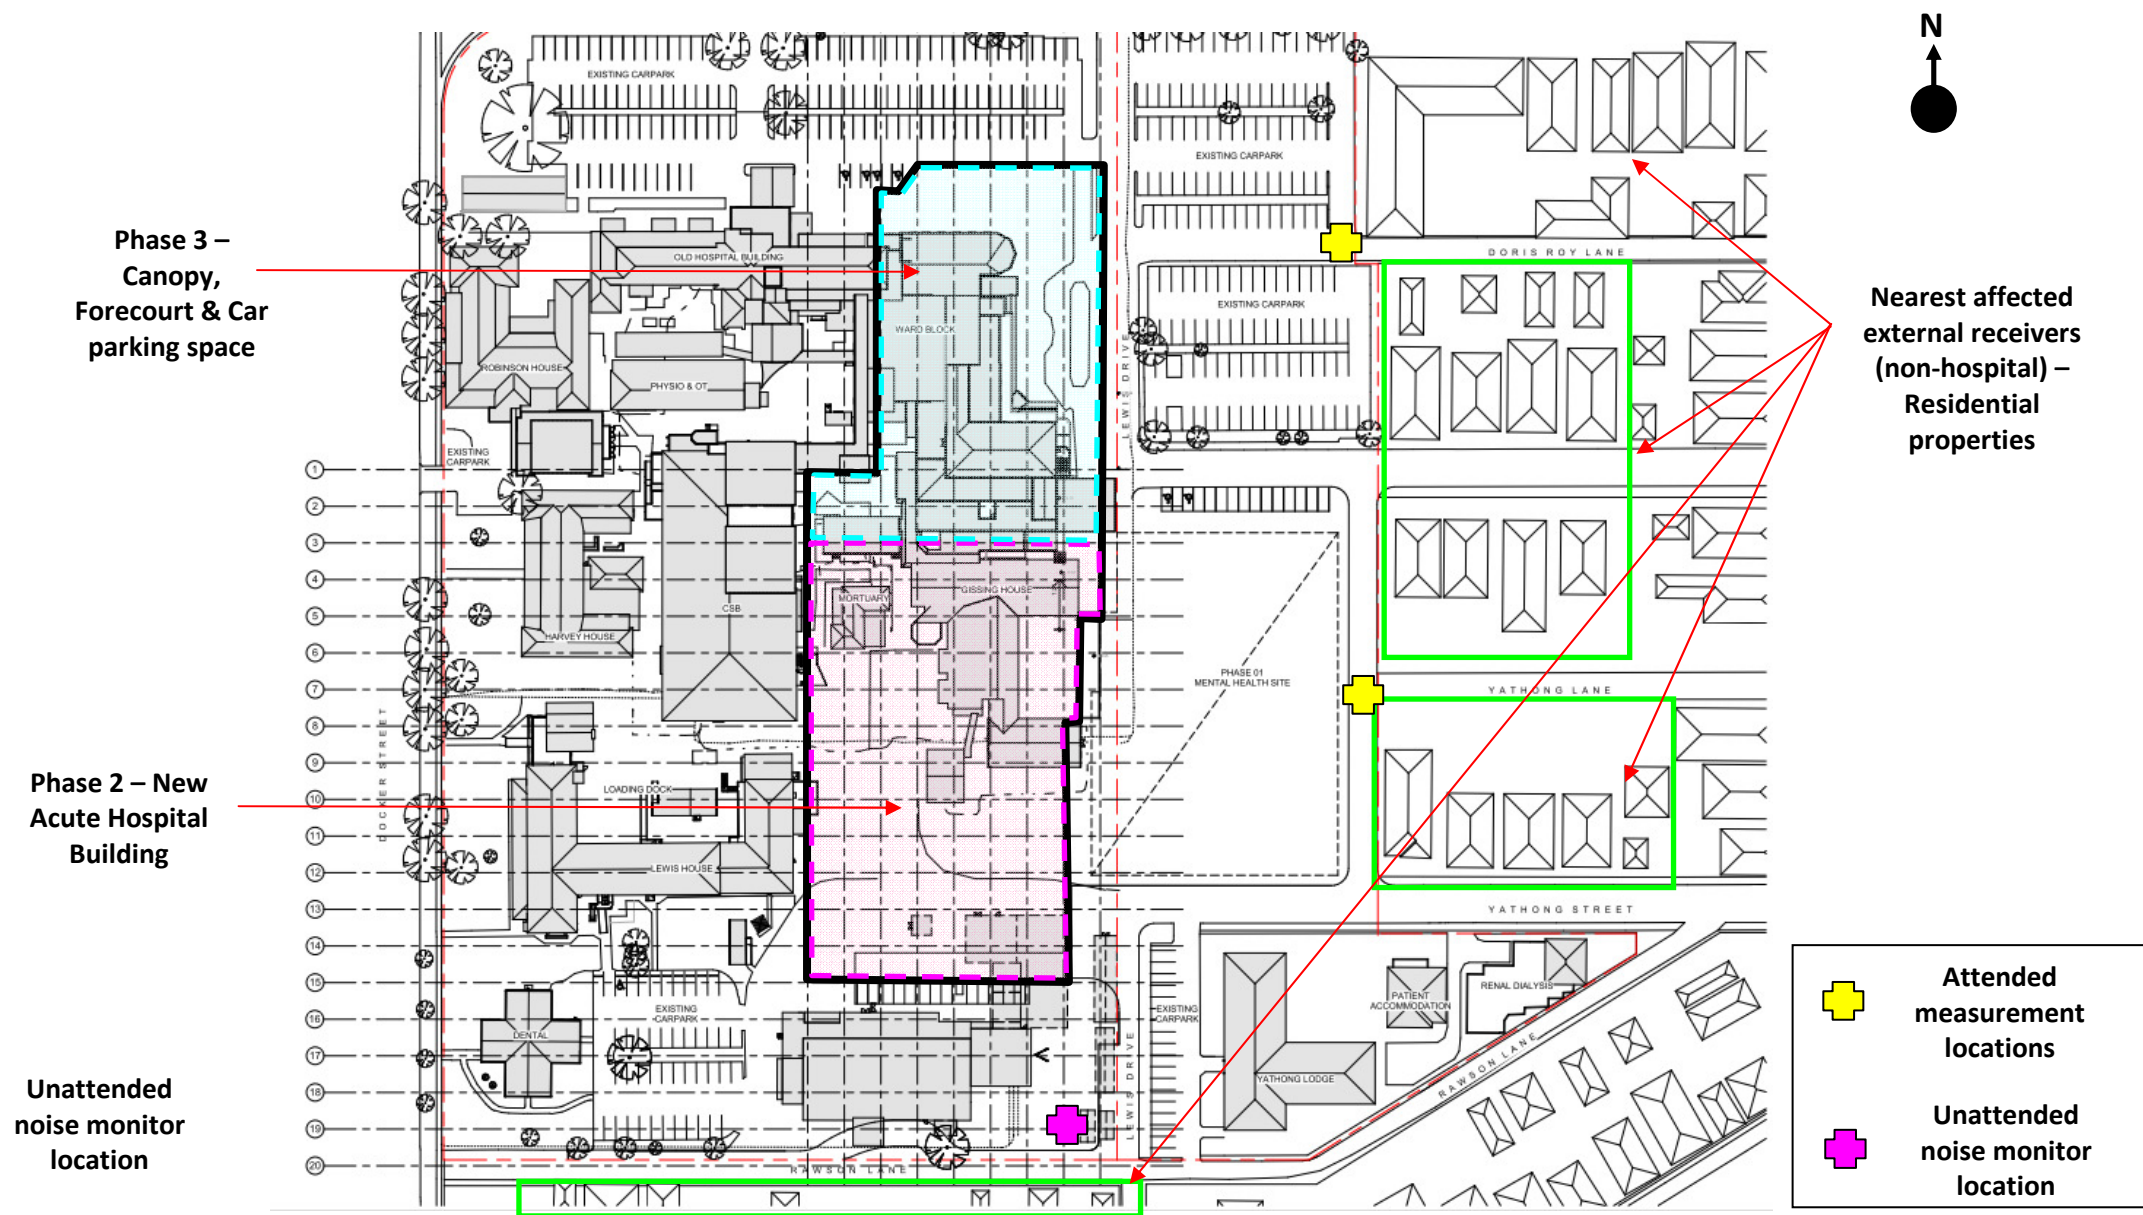 N
EXISTING CARPARK
EXISTING CARPARK
Phase 3 –
Canopy,
Forecourt & Car
parking space
OLD HOSPITAL BUILDING
DORIS ROY LANE
EXISTING CARPARK
Nearest affected
external receivers
(non-hospital) –
Residential
properties
WARD BLOCK
LEWIS DRIVE
ROBINSON HOUSE
PHYSIO & OT
EXISTING
CARPARK
1
2
3
4
5
6
7
8
9
10
11
12
13
14
15
16
17
18
19
20
MORTUARY
GISSING HOUSE
CSB
HARVEY HOUSE
PHASE 01
MENTAL HEALTH SITE
YATHONG LANE
DOCKER STREET
Phase 2 – New
Acute Hospital
Building
LOADING DOCK
LEWIS HOUSE
YATHONG STREET
RENAL DIALYSIS
PATIENT
ACCOMMODATION
EXISTING
CARPARK
EXISTING
CARPARK
DENTAL
LEWIS DRIVE
YATHONG LODGE
RAWSON LANE
RAWSON LANE
Unattended
noise monitor
location
Attended
measurement
locations
Unattended
noise monitor
location